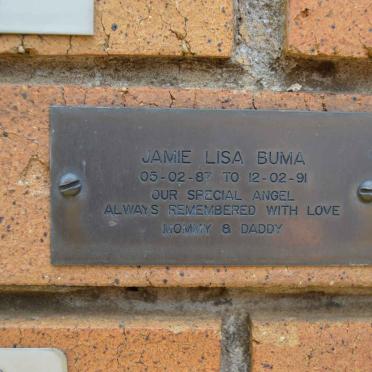 JAMIE LISA BUMA
05-02-87 TO 12-02-91
OUR SPECIAL ANGEL
ALWAYS REMEMBERED WITH LOVE
MOMMY & DADDY